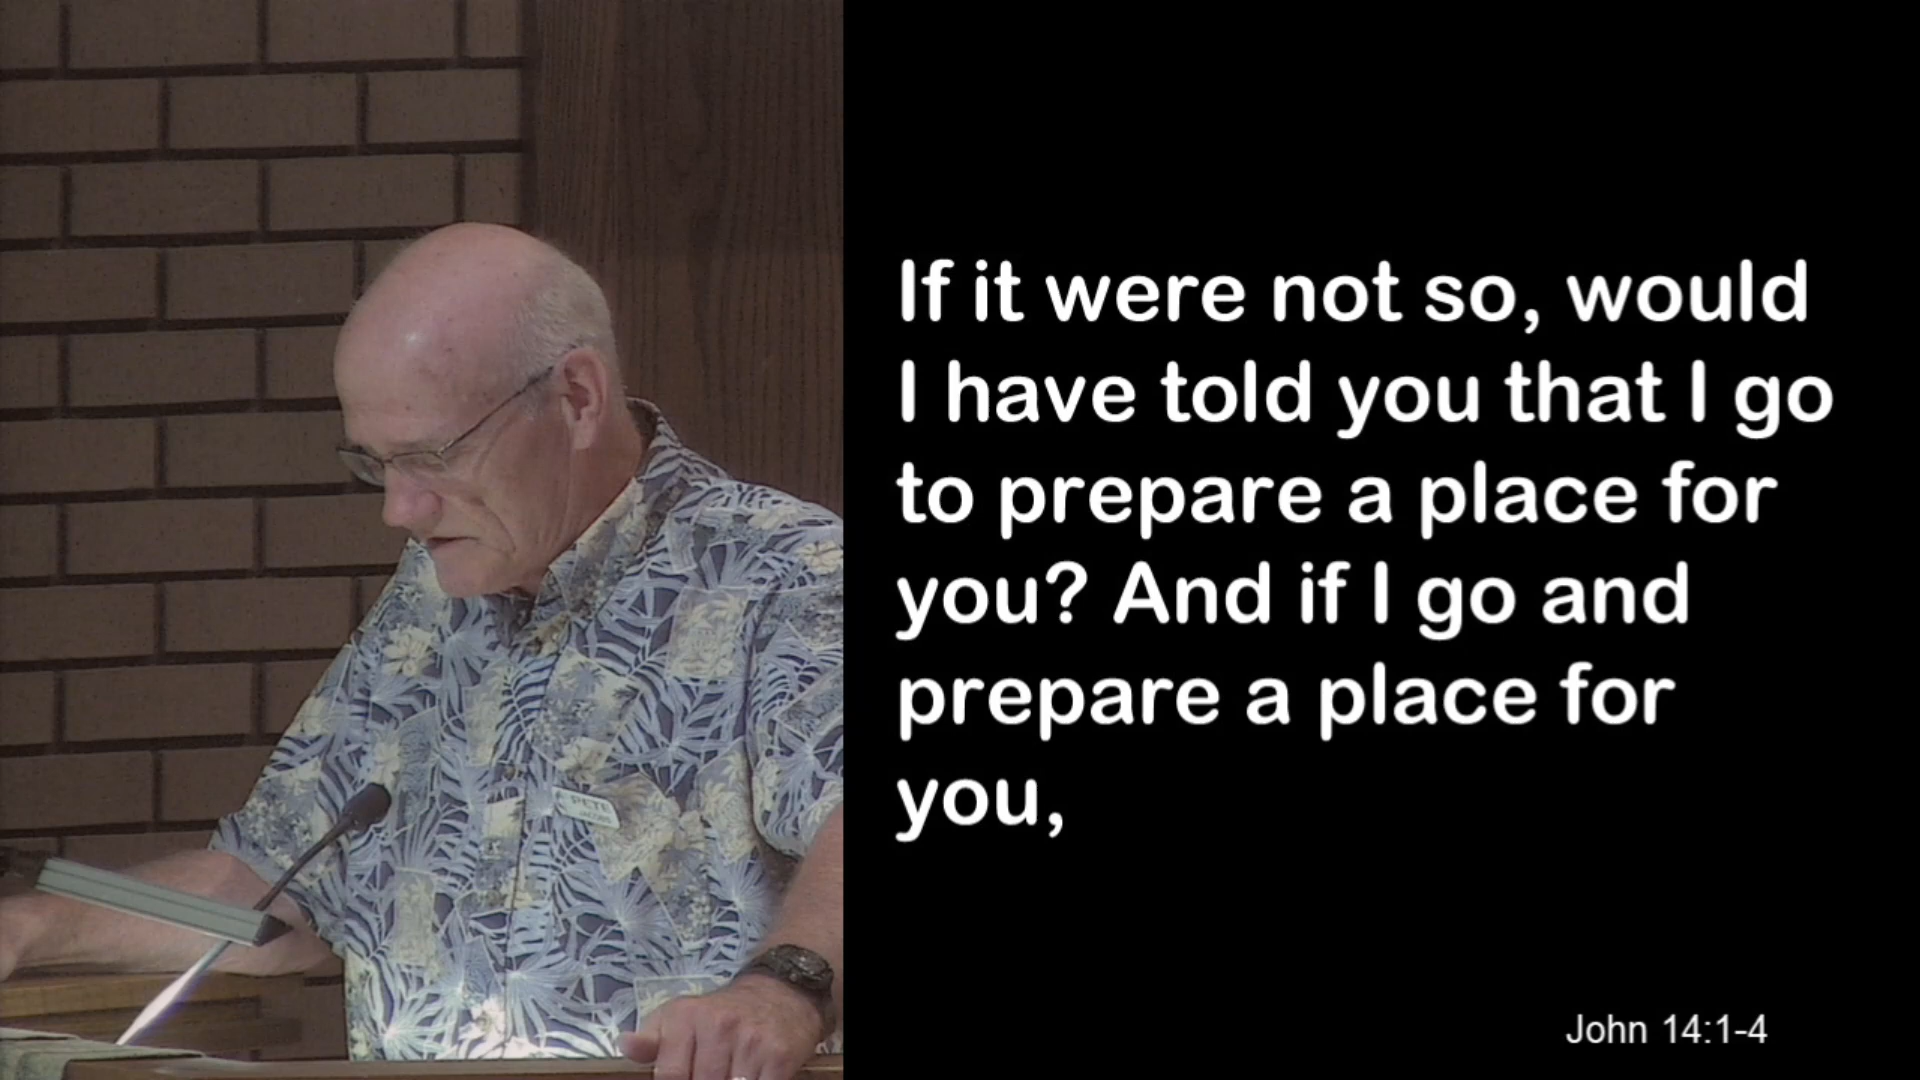 If it were not so, would
I have told you that I go
to prepare a place for
you? And if I go and
prepare a place for
you,
John 14:1-4
PETE